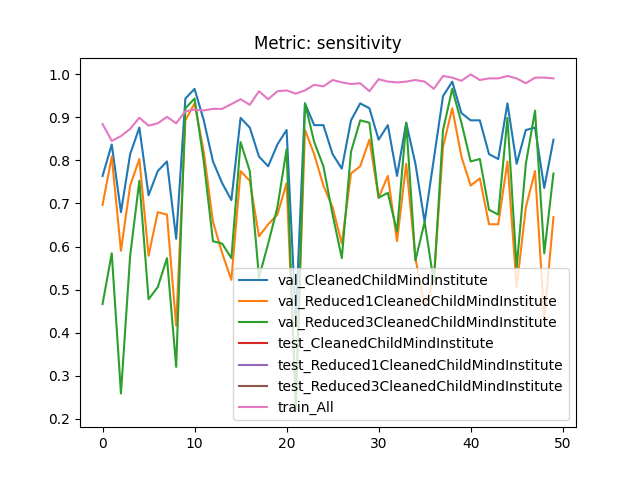 Metric: sensitivity
1.0
0.9
0.8
0.7
0.6
0.5
0.4
0.3
0.2
val_CleanedChildMindInstitute
val_Reduced1CleanedChildMindInstitute
val_Reduced3CleanedChildMindInstitute
test_CleanedChildMindInstitute
test_Reduced1CleanedChildMindInstitute
test_Reduced3CleanedChildMindInstitute
train_All
0 10 20 30 40 50